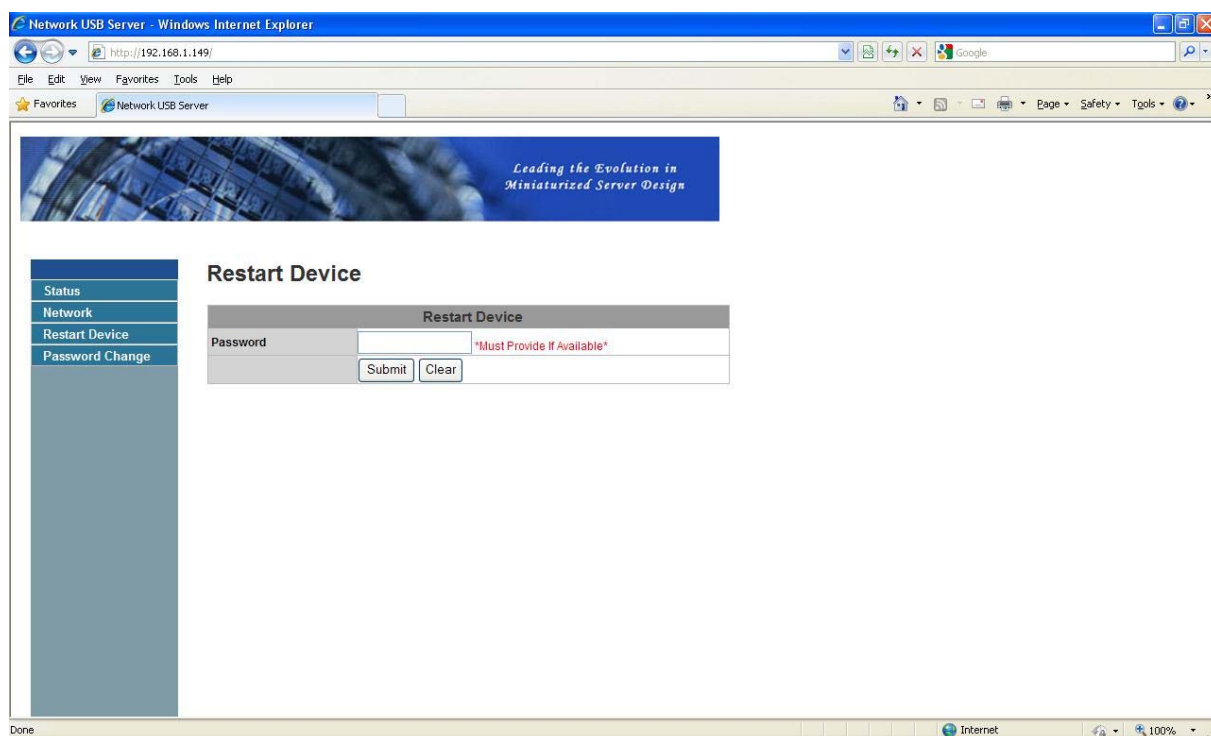 Network USB Server - Windows Internet Explorer
http://192.168.1.149/
Google
File Edit View Favorites Tools Help
Favorites Network USB Server Page Safety Tools
Leading the Evolution in
Miniaturized Server Design
Restart Device
Status
Network
Restart Device
Password Change
Restart Device
Password *Must Provide If Available*
Submit Clear
Done Internet 100%